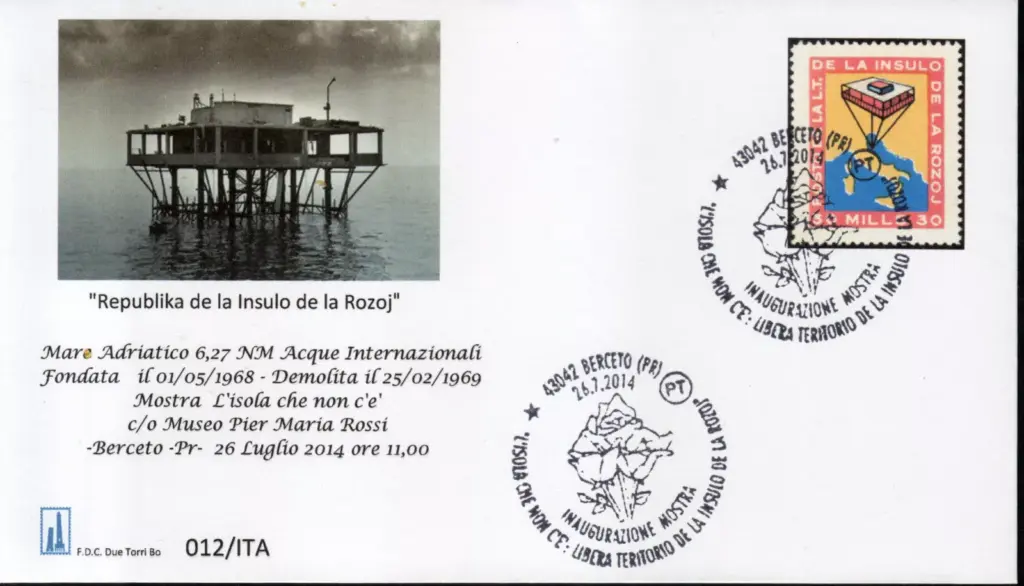 "Republika de la Insulo de la Rozoj"
Mare Adriatico 6,27 NM Acque Internazionali
Fondata il 01/05/1968 - Demolita il 25/02/1969
Mostra L'isola che non c'e'
c/o Museo Pier Maria Rossi
-Berceto -Pr- 26 Luglio 2014 ore 11,00
F.D.C. Due Torri Bo
012/ITA
DE LA INSULO
DE LA ROZOJ
MILL. 30
43042 BERCETO (PR)
26.7.2014
PT
INAUGURAZIONE MOSTRA
"L'ISOLA CHE NON C'E': LIBERA TERITORIO DE LA INSULO DE LA ROZOJ"
43042 BERCETO (PR)
26.7.2014
PT
INAUGURAZIONE MOSTRA
"L'ISOLA CHE NON C'E': LIBERA TERITORIO DE LA INSULO DE LA ROZOJ"